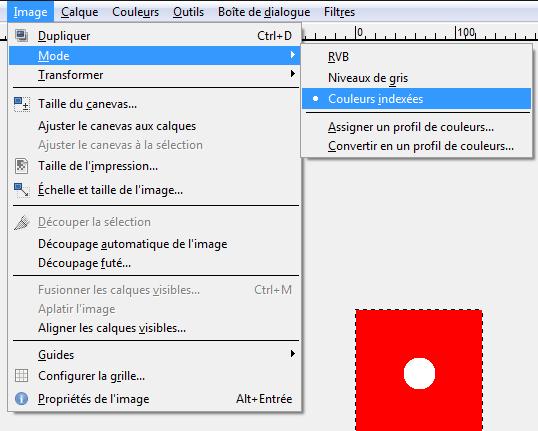 Image Calque Couleurs Outils Boîte de dialogue Filtres
Dupliquer Ctrl+D
Mode
Transformer
Taille du canevas...
Ajuster le canevas aux calques
Ajuster le canevas à la sélection
Taille de l'impression...
Échelle et taille de l'image...
Découper la sélection
Découpage automatique de l'image
Découpage futé...
Fusionner les calques visibles... Ctrl+M
Aplatir l'image
Aligner les calques visibles...
Guides
Configurer la grille...
Propriétés de l'image Alt+Entrée
0 100
RVB
Niveaux de gris
Couleurs indexées
Assigner un profil de couleurs...
Convertir en un profil de couleurs...